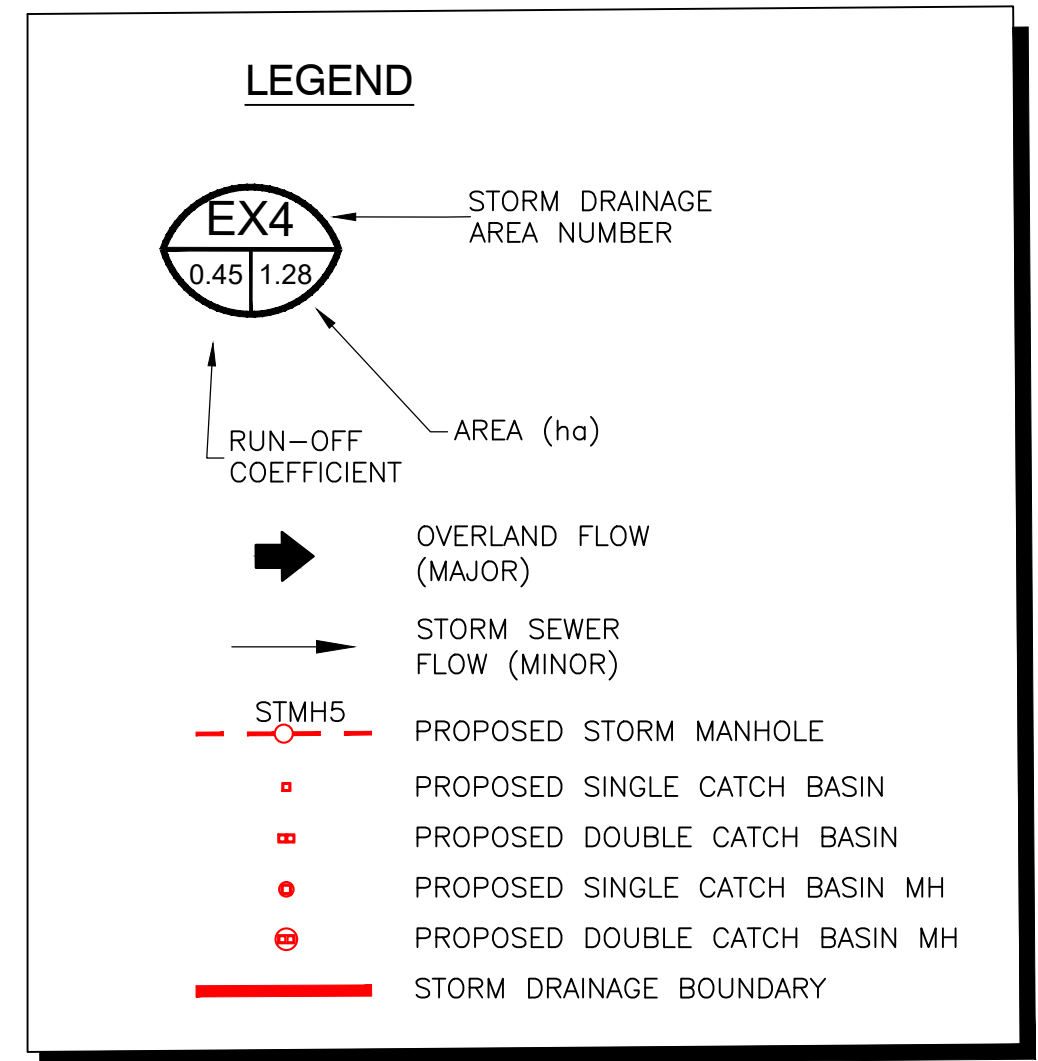 LEGEND
EX4
0.45 1.28
STORM DRAINAGE
AREA NUMBER
AREA (ha)
RUN-OFF
COEFFICIENT
OVERLAND FLOW
(MAJOR)
STORM SEWER
FLOW (MINOR)
STMH5
PROPOSED STORM MANHOLE
PROPOSED SINGLE CATCH BASIN
PROPOSED DOUBLE CATCH BASIN
PROPOSED SINGLE CATCH BASIN MH
PROPOSED DOUBLE CATCH BASIN MH
STORM DRAINAGE BOUNDARY